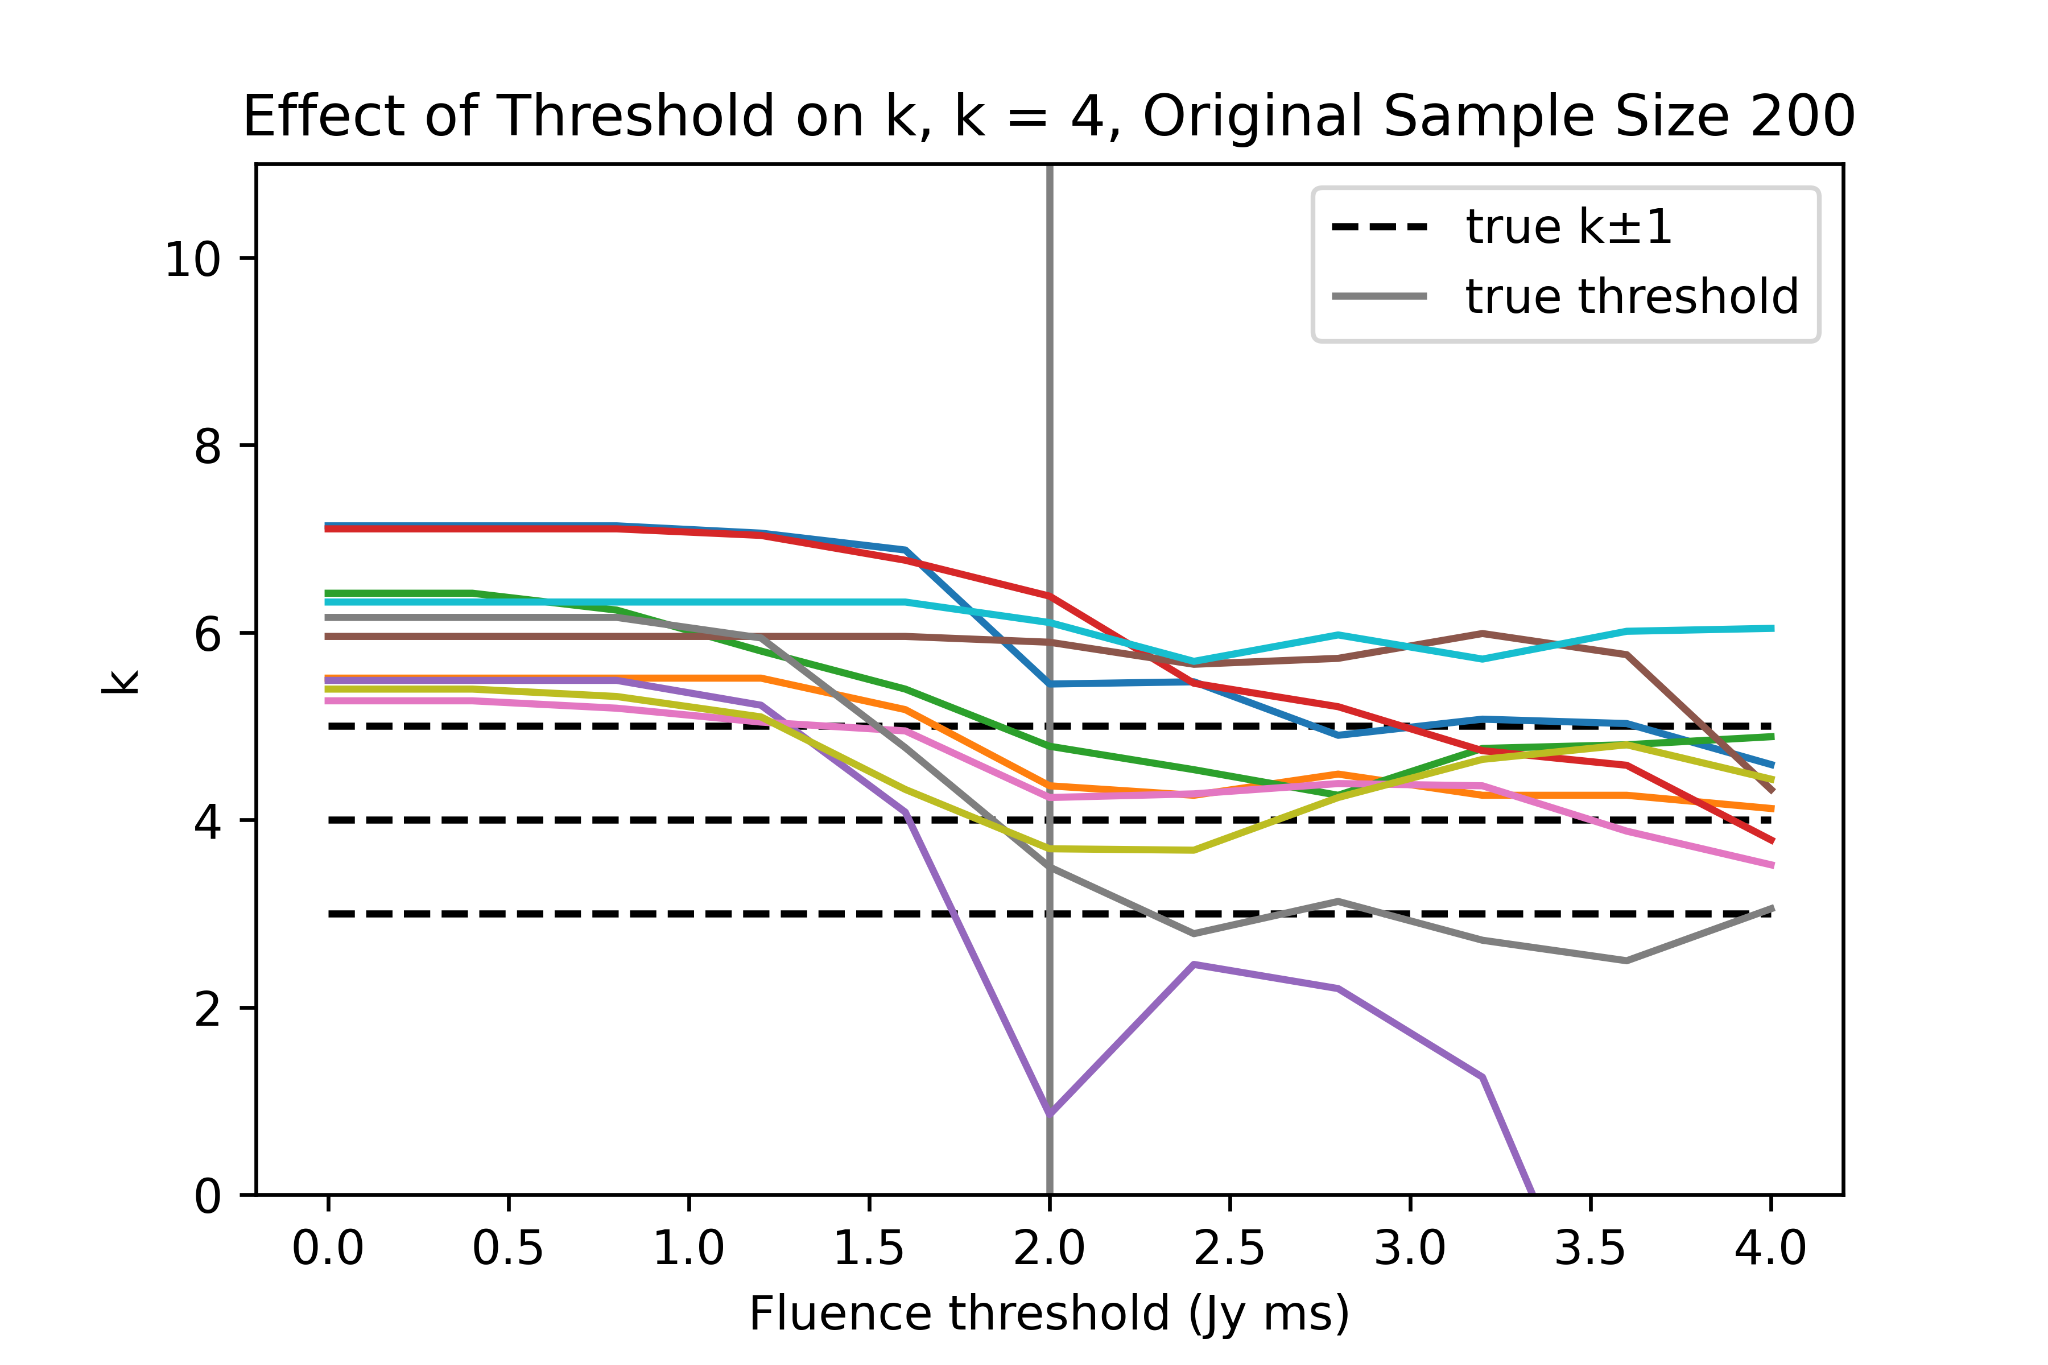 Effect of Threshold on k, k = 4, Original Sample Size 200
true k±1
true threshold
10
8
6
4
2
0
k
0.0 0.5 1.0 1.5 2.0 2.5 3.0 3.5 4.0
Fluence threshold (Jy ms)